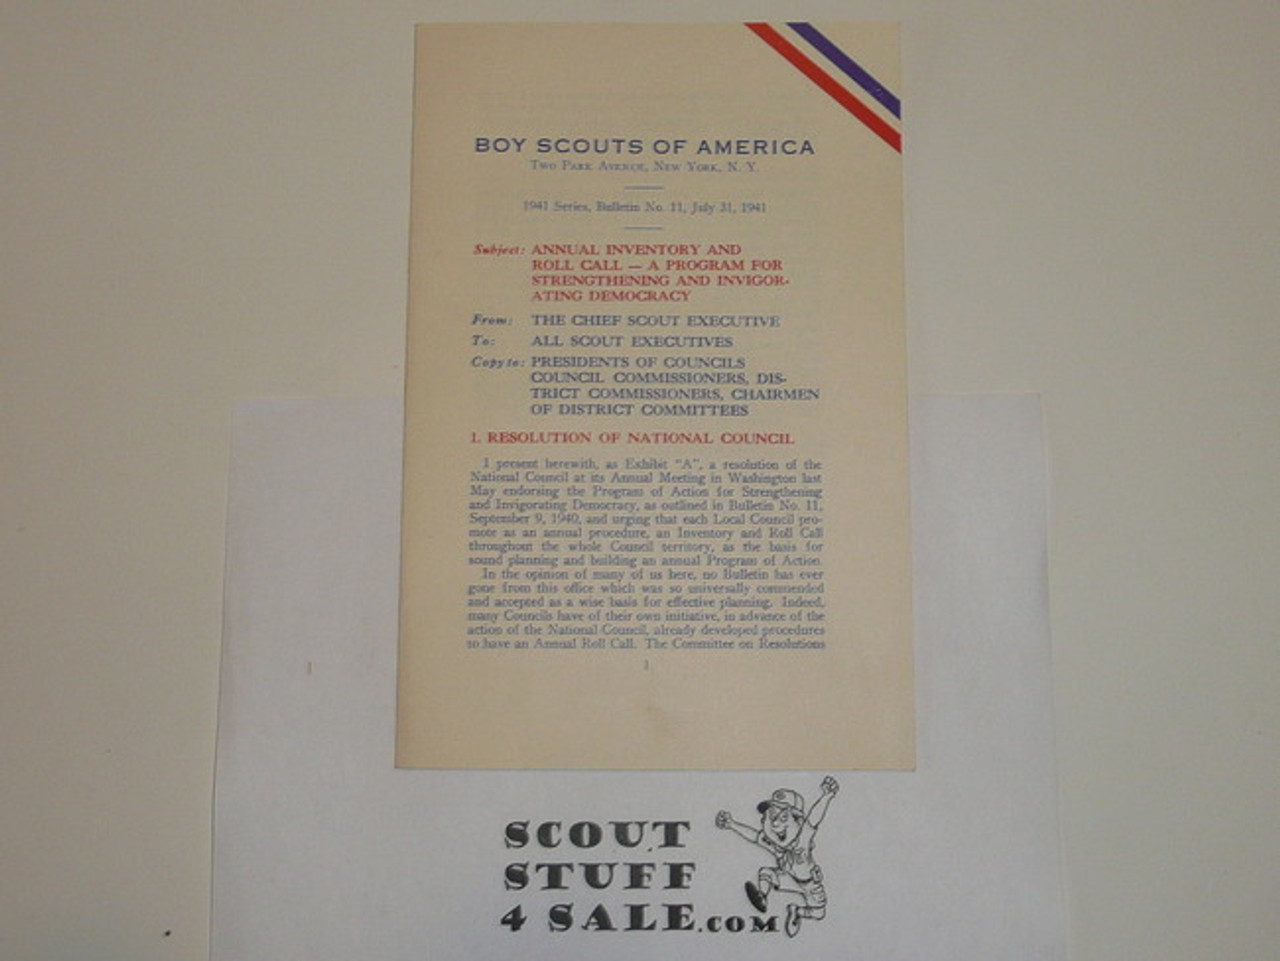 BOY SCOUTS OF AMERICA
Two Park Avenue, New York, N. Y.
1941 Series, Bulletin No. 11, July 31, 1941
Subject: ANNUAL INVENTORY AND
ROLL CALL — A PROGRAM FOR
STRENGTHENING AND INVIGOR-
ATING DEMOCRACY
From: THE CHIEF SCOUT EXECUTIVE
To: ALL SCOUT EXECUTIVES
Copy to: PRESIDENTS OF COUNCILS
COUNCIL COMMISSIONERS, DIS-
TRICT COMMISSIONERS, CHAIRMEN
OF DISTRICT COMMITTEES
1. RESOLUTION OF NATIONAL COUNCIL
I present herewith, as Exhibit "A", a resolution of the
National Council at its Annual Meeting in Washington last
May endorsing the Program of Action for Strengthening
and Invigorating Democracy, as outlined in Bulletin No. 11,
September 9, 1940, and urging that each Local Council pro-
mote as an annual procedure, an Inventory and Roll Call
throughout the whole Council territory, as the basis for
sound planning and building an annual Program of Action.
In the opinion of many of us here, no Bulletin has ever
gone from this office which was so universally commended
and accepted as a wise basis for effective planning. Indeed,
many Councils have of their own initiative, in advance of the
action of the National Council, already developed procedures
to have an Annual Roll Call. The Committee on Resolutions
1
SCOUT
STUFF
4 SALE.COM